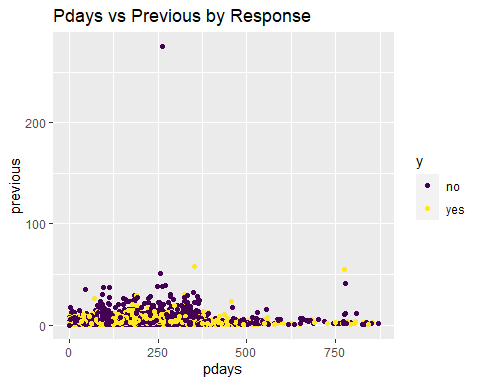 Pdays vs Previous by Response
previous
200
100
0
0
250
500
750
pdays
y
no
yes